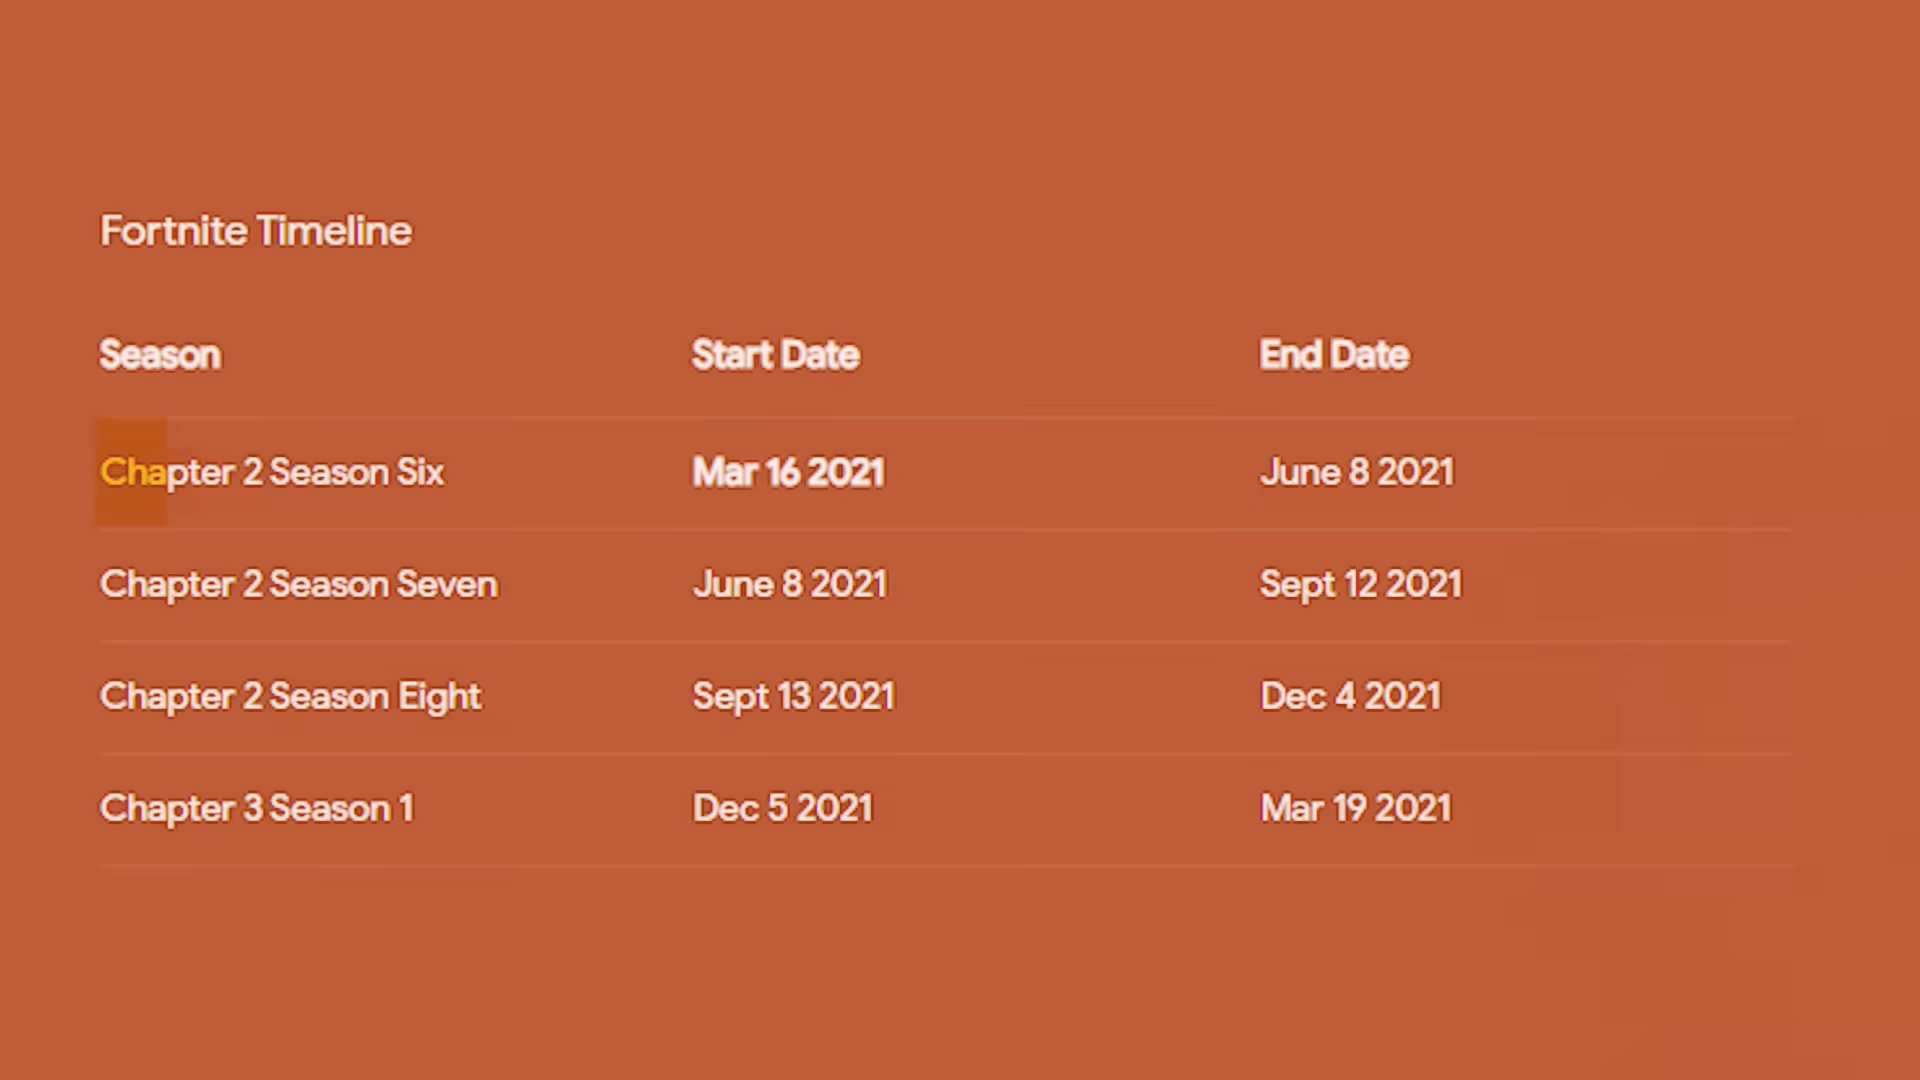 Fortnite Timeline
Season Start Date End Date
Chapter 2 Season Six Mar 16 2021 June 8 2021
Chapter 2 Season Seven June 8 2021 Sept 12 2021
Chapter 2 Season Eight Sept 13 2021 Dec 4 2021
Chapter 3 Season 1 Dec 5 2021 Mar 19 2021